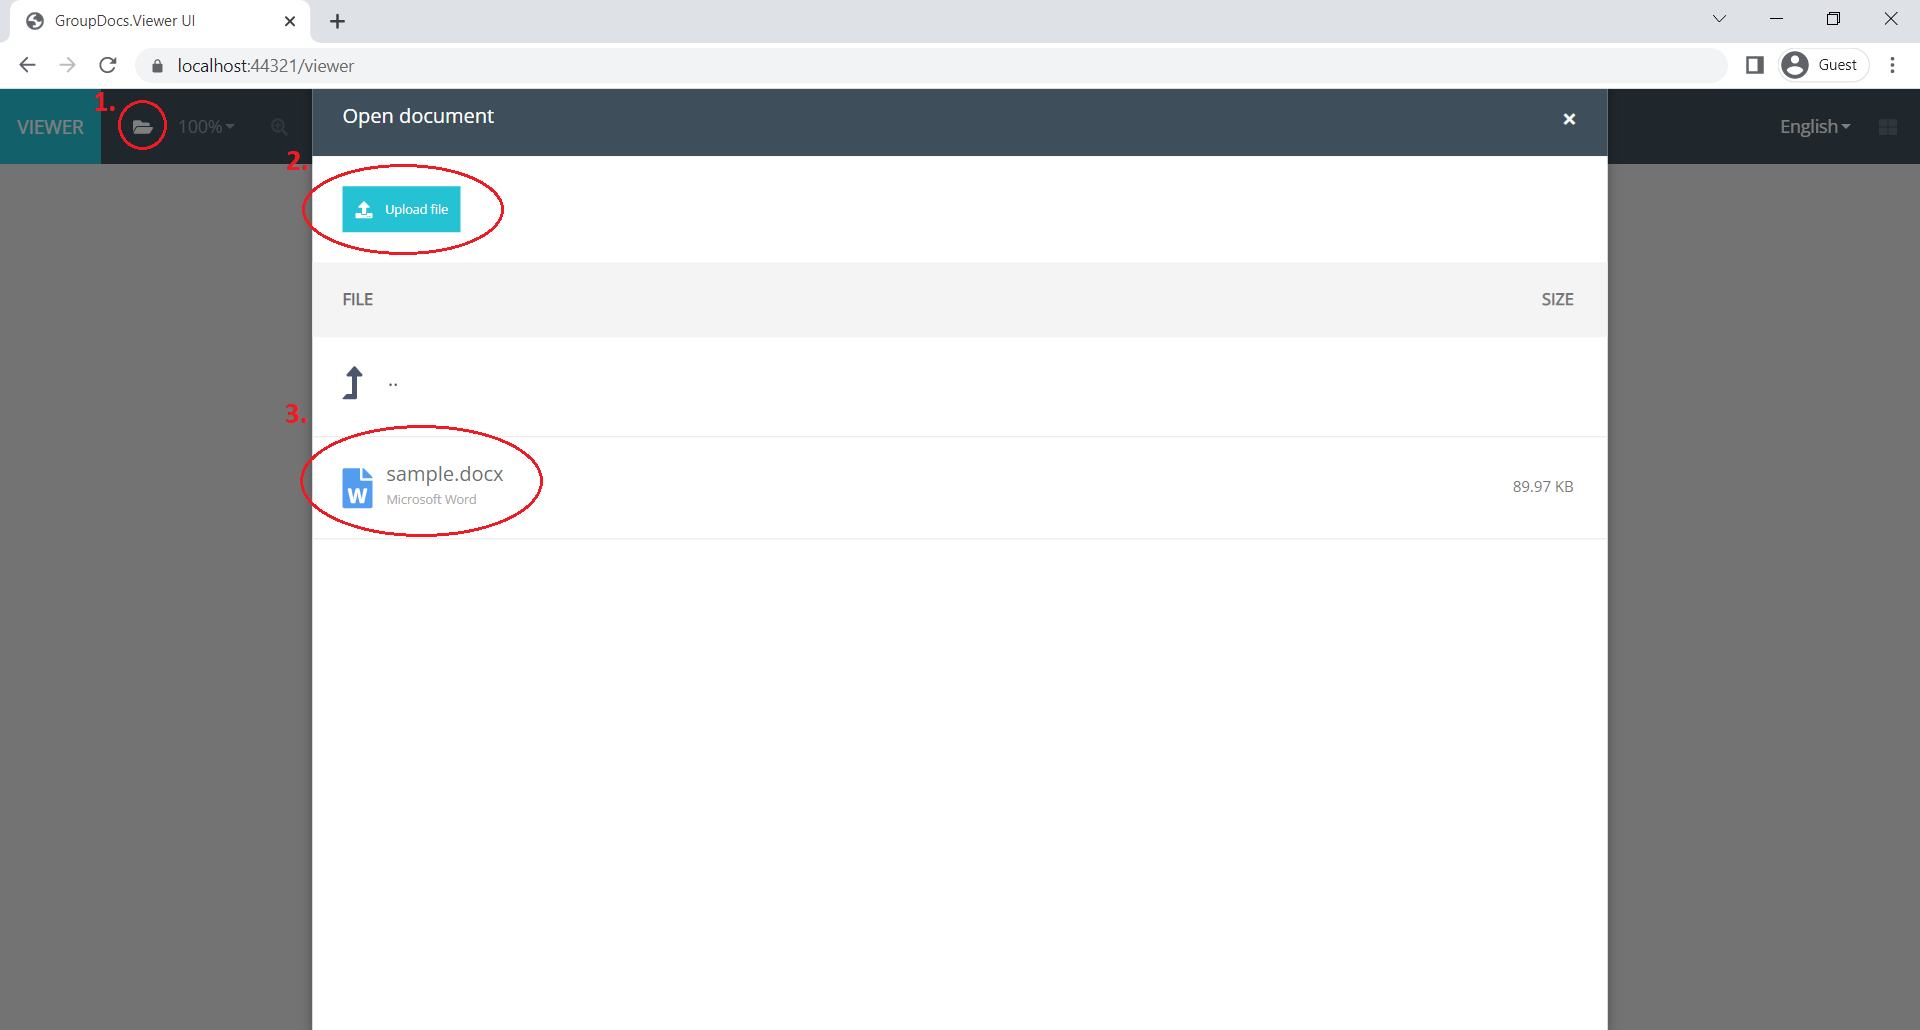 GroupDocs.Viewer UI
localhost:44321/viewer
Guest
1.
VIEWER
100%
Open document
English
2.
Upload file
FILE
SIZE
..
3.
W
sample.docx
Microsoft Word
89.97 KB